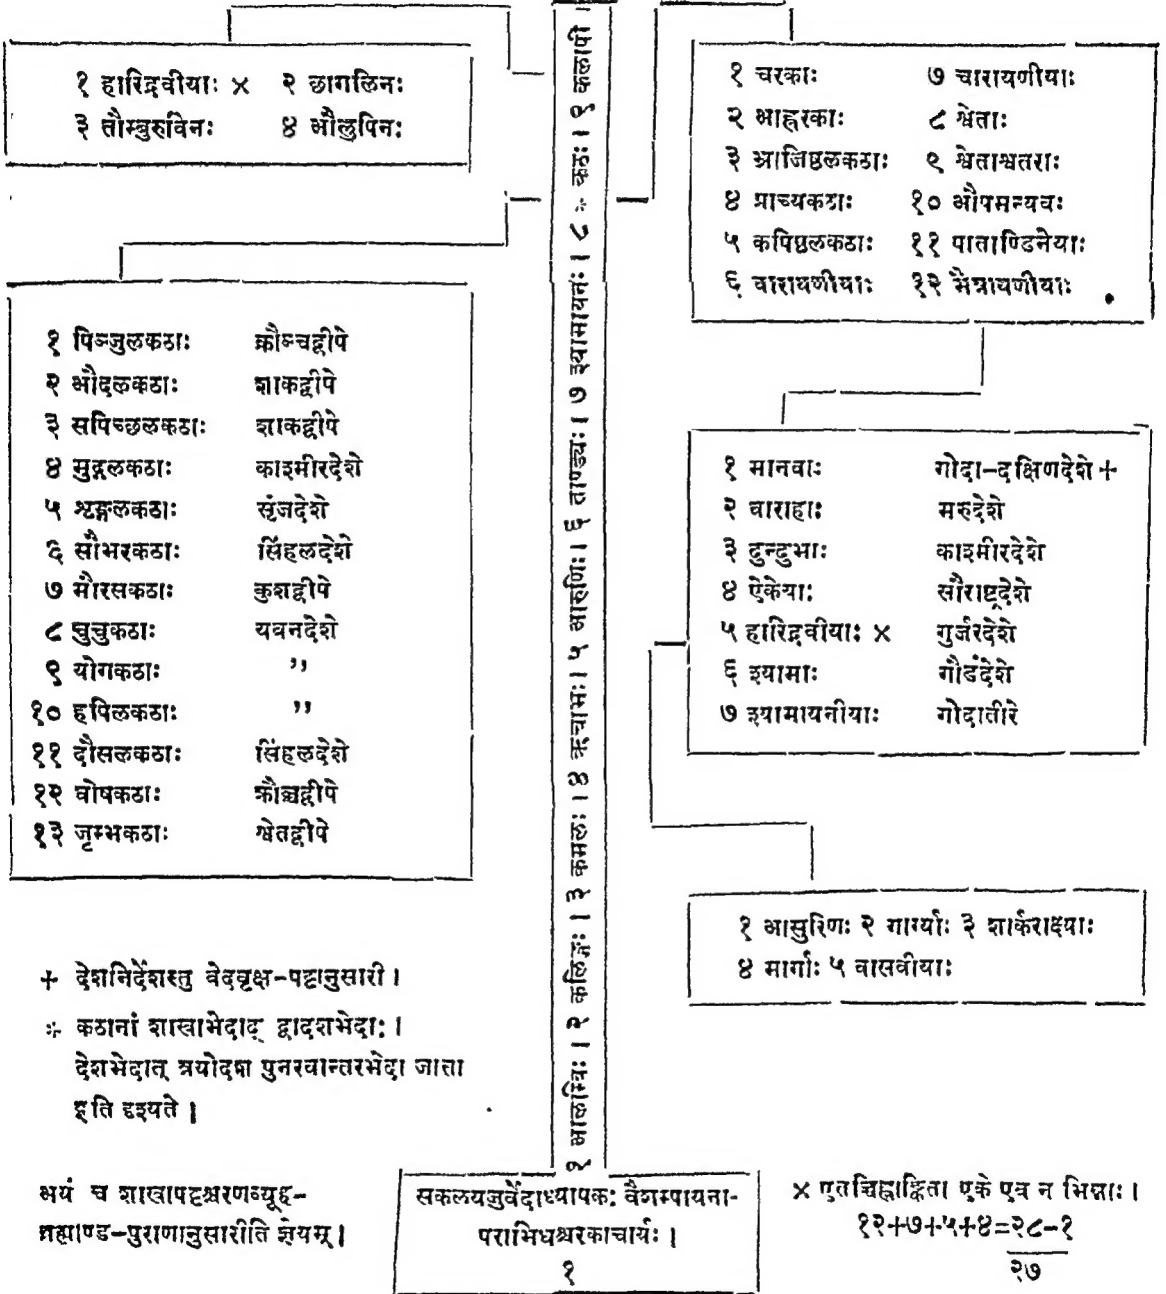 १ हारिद्रवीयाः × २ छागलिनः
३ तौम्बुरुविनः ४ औलुपिनः
१ चरकाः ७ चारायणीयाः
२ आह्वरकाः ८ श्वेताः
३ आजिष्ठलकठाः ९ श्वेताश्वतराः
४ प्राच्यकठाः १० औपमन्यवः
५ कपिष्ठलकठाः ११ पाताण्डिनेयाः
६ वारायणीयाः १२ मैत्रायणीयाः
१ पिञ्जुलकठाः क्रौञ्चद्वीपे
२ औदलकठाः शाकद्वीपे
३ सपिच्छलकठाः शाकद्वीपे
४ मुद्गलकठाः काश्मीरदेशे
५ शृङ्गलकठाः सृंजदेशे
६ सौभरकठाः सिंहलदेशे
७ मौरसकठाः कुशद्वीपे
८ चुचुकठाः यवनदेशे
९ योगकठाः ”
१० हपिलकठाः ”
११ दौसलकठाः सिंहलदेशे
१२ घोषकठाः क्रौञ्चद्वीपे
१३ जृम्भकठाः श्वेतद्वीपे
१ मानवाः गोदा-दक्षिणदेशे +
२ वाराहाः मरुदेशे
३ दुन्दुभाः काश्मीरदेशे
४ ऐकेयाः सौराष्ट्रदेशे
५ हारिद्रवीयाः × गुर्जरदेशे
६ श्यामाः गौडदेशे
७ श्यामायनीयाः गोदातीरे
१ आसुरिणः २ गार्ग्याः ३ शार्कराक्ष्याः
४ मार्गाः ५ वासवीयाः
१ आलम्बिः । २ कलिङ्गः । ३ कमलः । ४ ऋचाभः । ५ आरुणिः । ६ ताण्ड्यः । ७ श्यामायनः । ८ * कठः । ९ कलापी ।
+ देशनिर्देशस्तु वेदवृक्ष-पट्टानुसारी ।
* कठानां शाखाभेदाद् द्वादशभेदाः ।
देशभेदात् त्रयोदश पुनरवान्तरभेदा जाता
इति दृश्यते ।
अयं च शाखापट्टश्चरणव्यूह-
ब्रह्माण्ड-पुराणानुसारीति ज्ञेयम् ।
सकलयजुर्वेदाध्यापकः वैशम्पायना-
पराभिधश्चरकाचार्यः ।
१
× एतच्चिह्नाङ्किता एके एव न भिन्नाः ।
१२+७+५+४=२८-१
२७